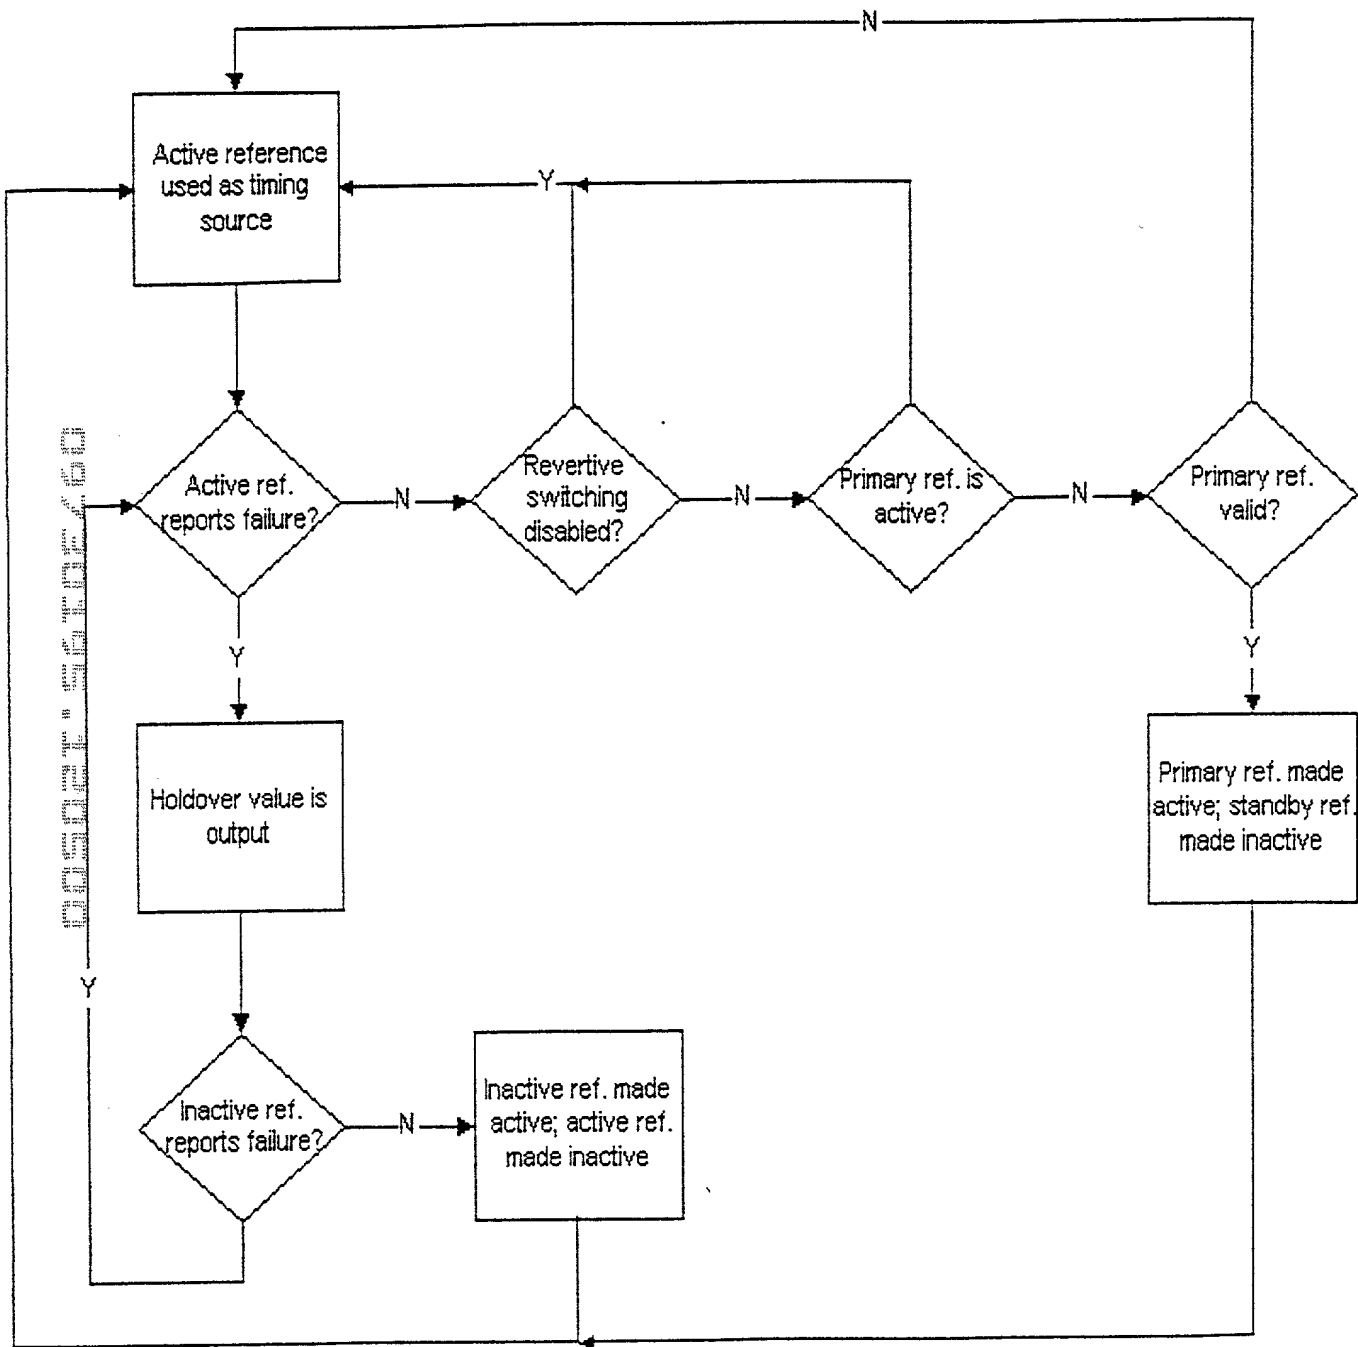 N
Active reference
used as timing
source
Y
Active ref.
reports failure?
N
Revertive
switching
disabled?
N
Primary ref. is
active?
N
Primary ref.
valid?
Y
Y
Holdover value is
output
Primary ref. made
active; standby ref.
made inactive
Y
Inactive ref.
reports failure?
N
Inactive ref. made
active; active ref.
made inactive